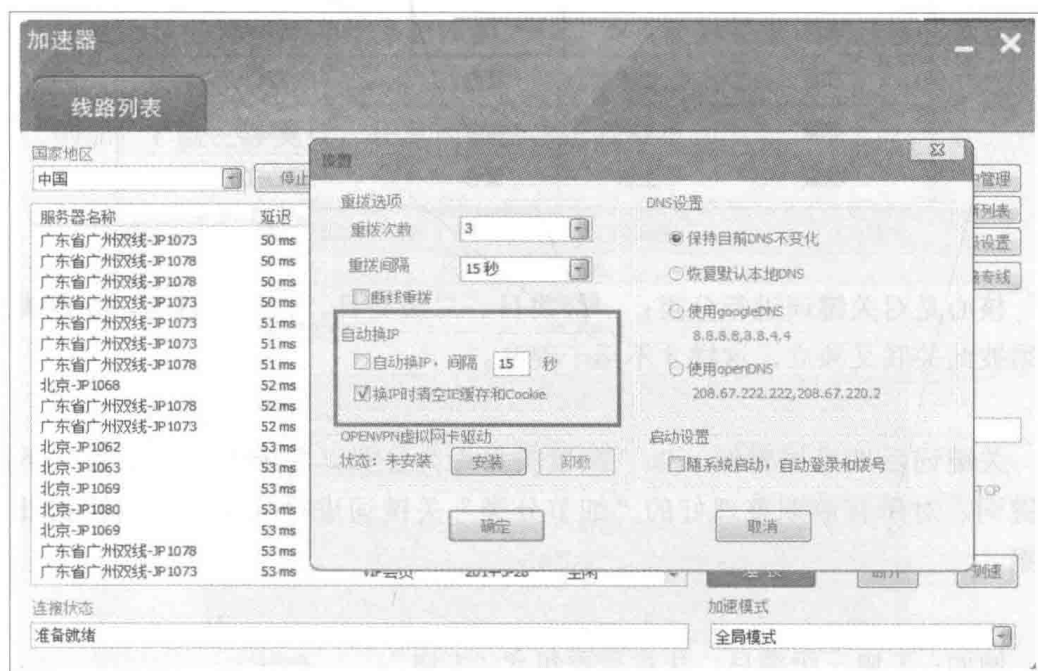 加速器
线路列表
国家地区
中国
停止
管理
列表
设置
专线
服务器名称 延迟
广东省广州双线-JP1073 50 ms
广东省广州双线-JP1078 50 ms
广东省广州双线-JP1078 50 ms
广东省广州双线-JP1073 50 ms
广东省广州双线-JP1073 51 ms
广东省广州双线-JP1073 51 ms
广东省广州双线-JP1078 51 ms
北京-JP1068 52 ms
广东省广州双线-JP1078 52 ms
广东省广州双线-JP1073 52 ms
北京-JP1062 53 ms
北京-JP1063 53 ms
北京-JP1069 53 ms
北京-JP1080 53 ms
北京-JP1069 53 ms
广东省广州双线-JP1078 53 ms
广东省广州双线-JP1073 53 ms
设置
重拨选项
重拨次数 3
重拨间隔 15 秒
断线重拨
自动换IP
自动换IP，间隔 15 秒
换IP时清空IE缓存和Cookie
OPENVPN虚拟网卡驱动
状态：未安装 安装 卸载
DNS设置
保持目前DNS不变化
恢复默认本地DNS
使用googleDNS
8.8.8.8,8.8.4.4
使用openDNS
208.67.222.222,208.67.220.2
启动设置
随系统启动，自动登录和拨号
确定 取消
TCP
断开 测速
连接状态
准备就绪
加速模式
全局模式